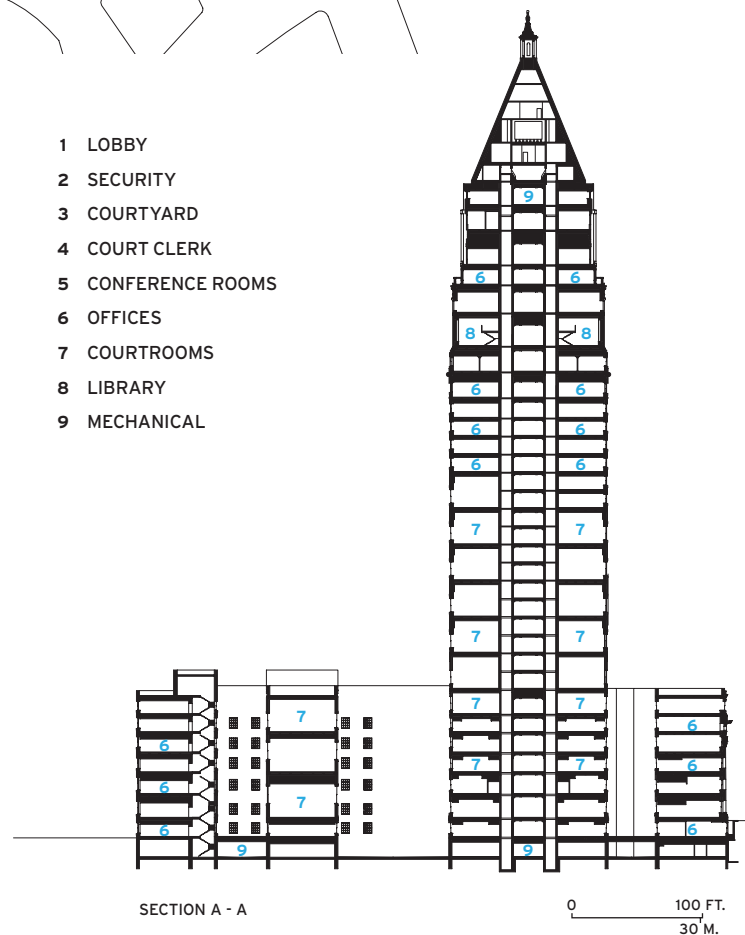 1 LOBBY
2 SECURITY
3 COURTYARD
4 COURT CLERK
5 CONFERENCE ROOMS
6 OFFICES
7 COURTROOMS
8 LIBRARY
9 MECHANICAL
9
6 6
8 8
6 6
6 6
6 6
7 7
7 7
7 7 7
6 6
6 7 7 6
6 7
6 6
9 9
SECTION A - A
0 100 FT.
30 M.